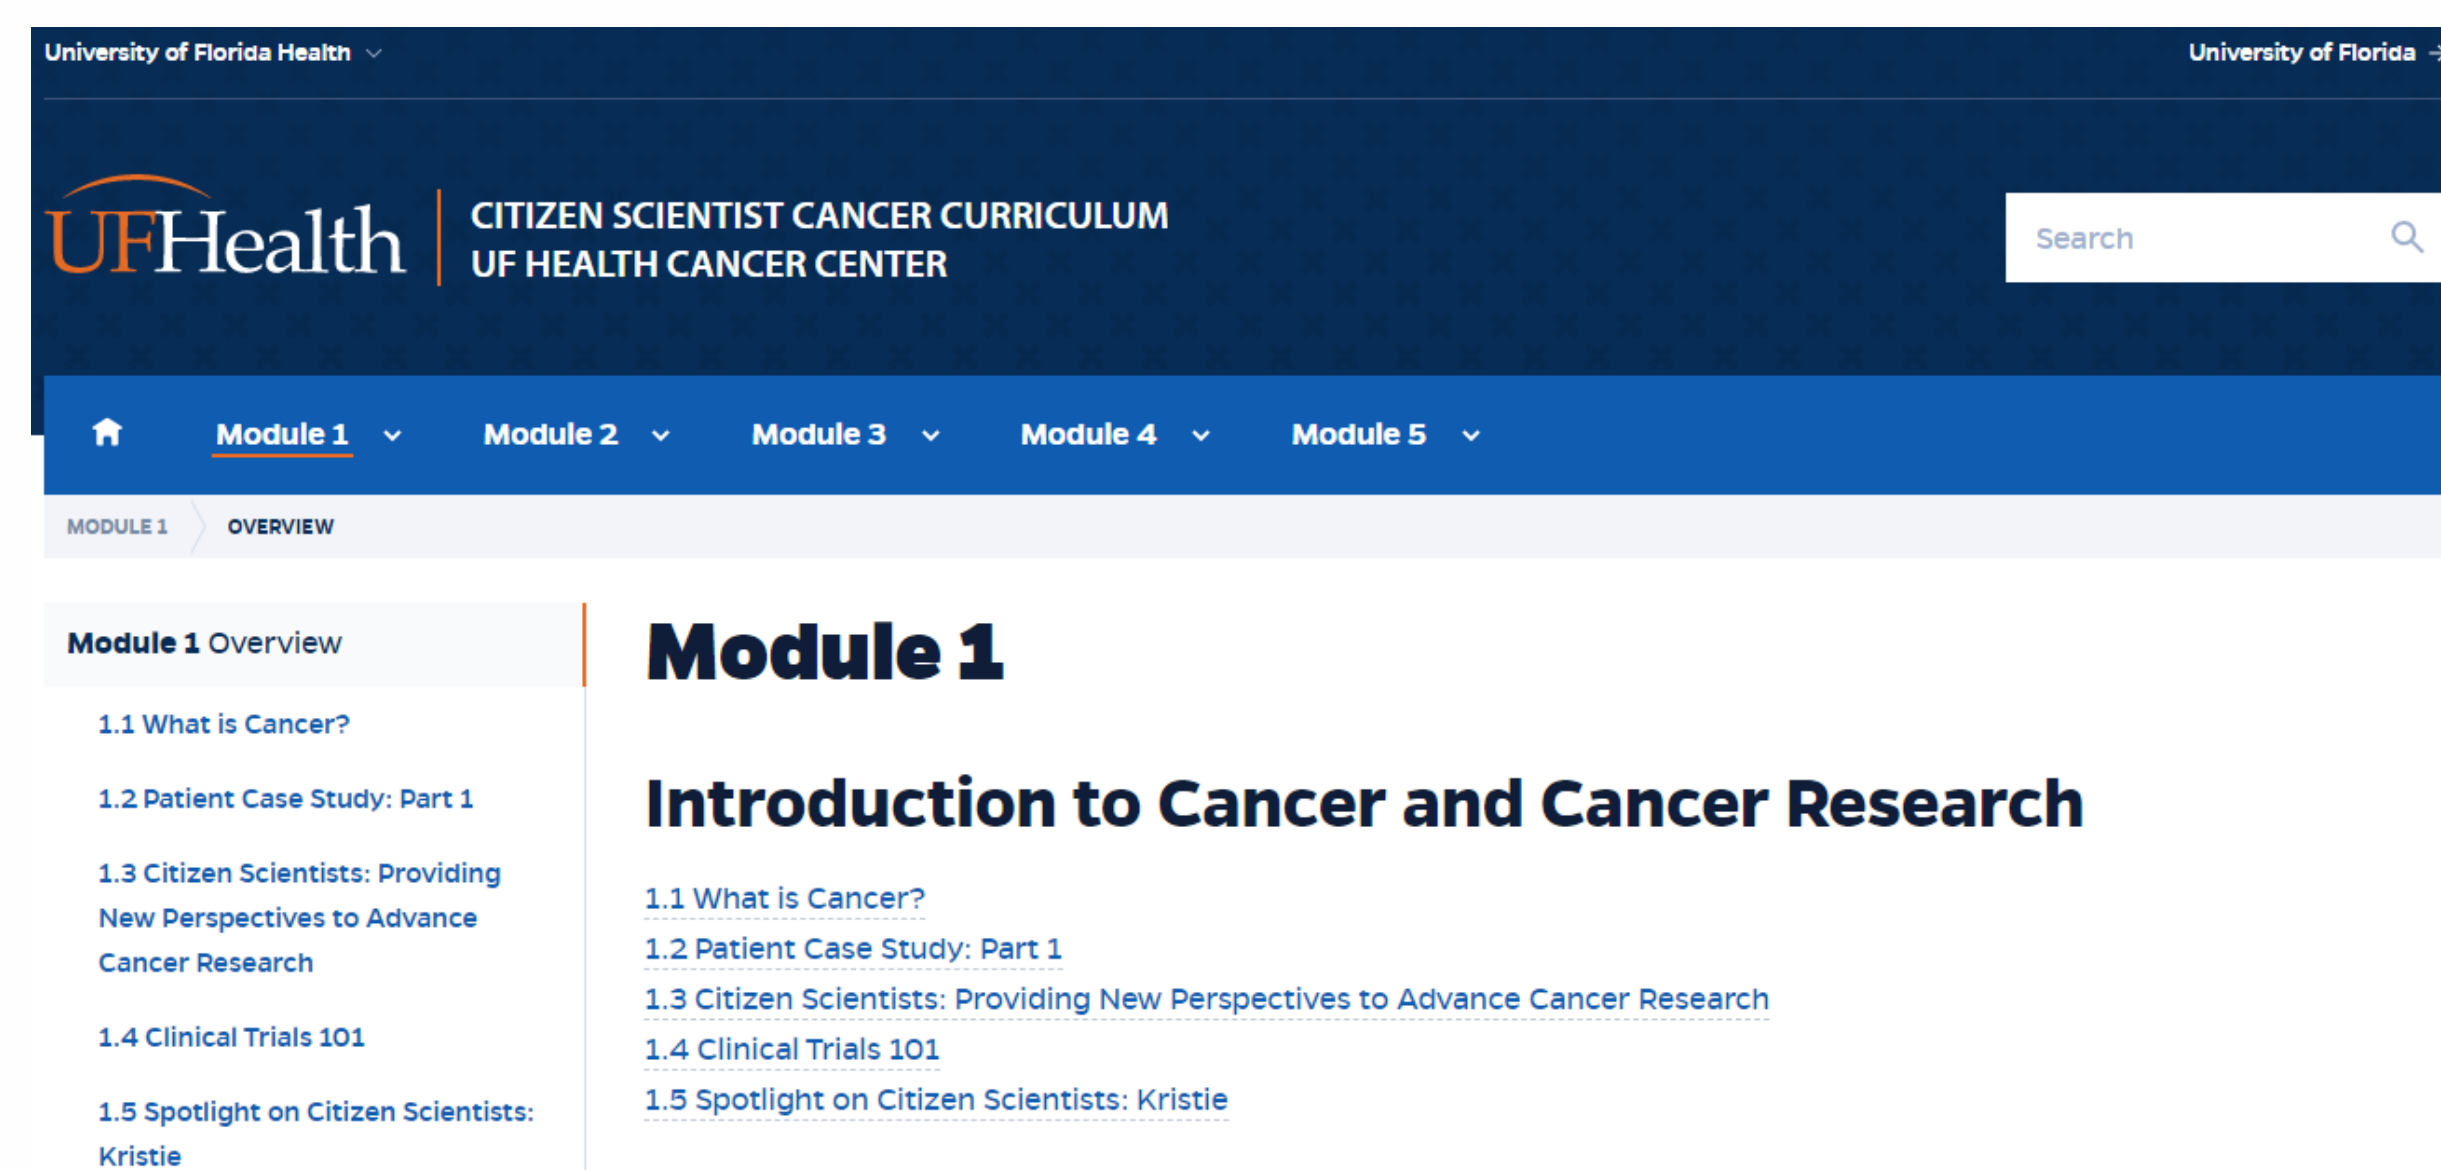 University of Florida Health
University of Florida
UFHealth
CITIZEN SCIENTIST CANCER CURRICULUM
UF HEALTH CANCER CENTER
Search
Module 1
Module 2
Module 3
Module 4
Module 5
MODULE 1
OVERVIEW
Module 1 Overview
1.1 What is Cancer?
1.2 Patient Case Study: Part 1
1.3 Citizen Scientists: Providing
New Perspectives to Advance
Cancer Research
1.4 Clinical Trials 101
1.5 Spotlight on Citizen Scientists:
Kristie
Module 1
Introduction to Cancer and Cancer Research
1.1 What is Cancer?
1.2 Patient Case Study: Part 1
1.3 Citizen Scientists: Providing New Perspectives to Advance Cancer Research
1.4 Clinical Trials 101
1.5 Spotlight on Citizen Scientists: Kristie